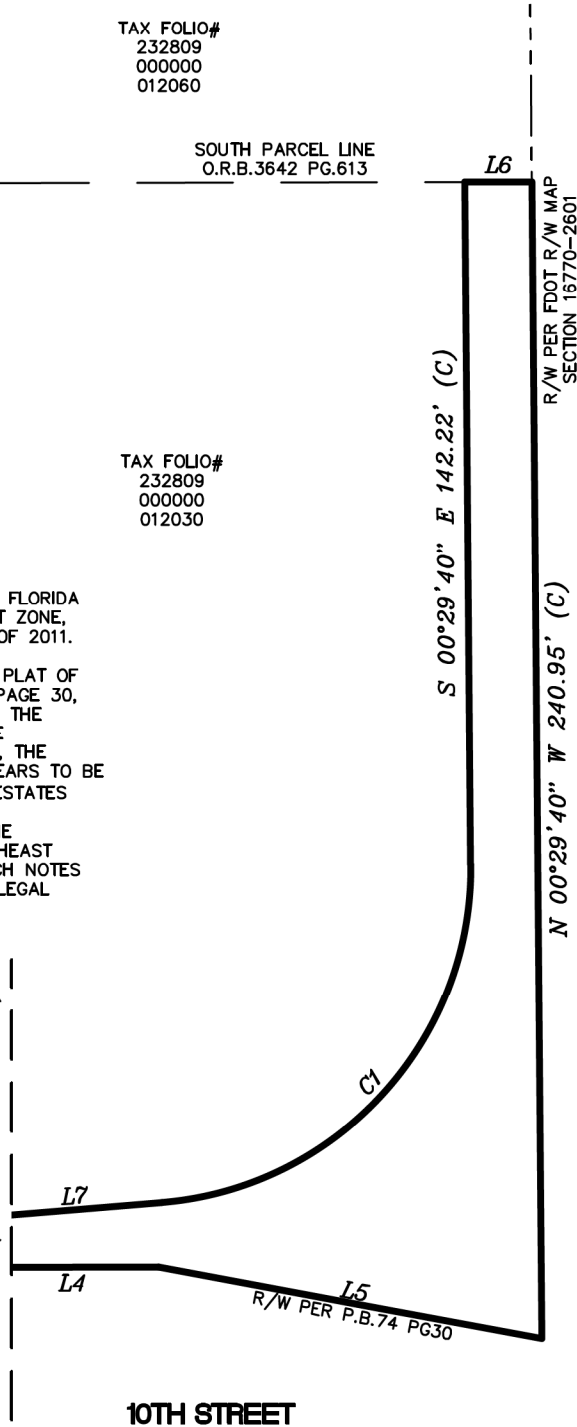 TAX FOLIO#
232809
000000
012060
SOUTH PARCEL LINE
O.R.B.3642 PG.613
L6
R/W PER FDOT R/W MAP
SECTION 16770-2601
S 00°29'40" E 142.22' (C)
TAX FOLIO#
232809
000000
012030
N 00°29'40" W 240.95' (C)
FLORIDA
T ZONE,
OF 2011.
PLAT OF
PAGE 30,
THE
E
THE
EARS TO BE
ESTATES
HE
HEAST
CH NOTES
LEGAL
C1
L7
L4
L5
R/W PER P.B.74 PG30
10TH STREET